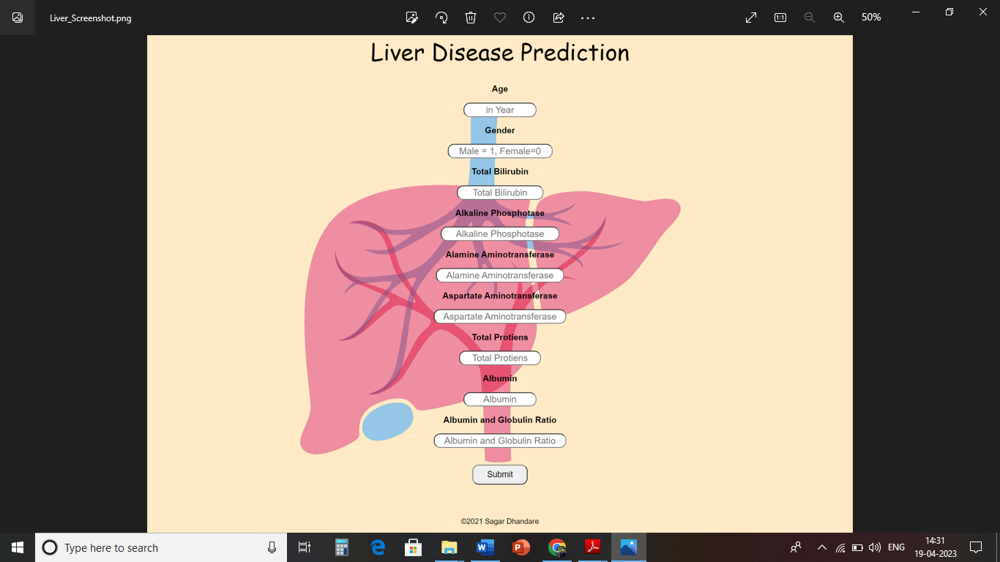 Liver_Screenshot.png
50%
Liver Disease Prediction
Age
in Year
Gender
Male = 1, Female=0
Total Bilirubin
Total Bilirubin
Alkaline Phosphotase
Alkaline Phosphotase
Alamine Aminotransferase
Alamine Aminotransferase
Aspartate Aminotransferase
Aspartate Aminotransferase
Total Protiens
Total Protiens
Albumin
Albumin
Albumin and Globulin Ratio
Albumin and Globulin Ratio
Submit
©2021 Sagar Dhandare
Type here to search
ENG
14:31
19-04-2023